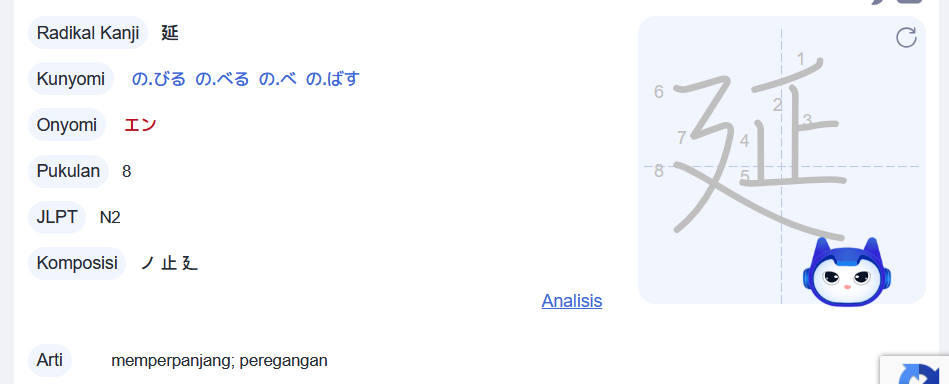 Radikal Kanji 延
Kunyomi の.びる の.べる の.べ の.ばす
Onyomi エン
Pukulan 8
JLPT N2
Komposisi ノ 止 廴
Analisis
Arti memperpanjang; peregangan
延
1
2
3
4
5
6
7
8